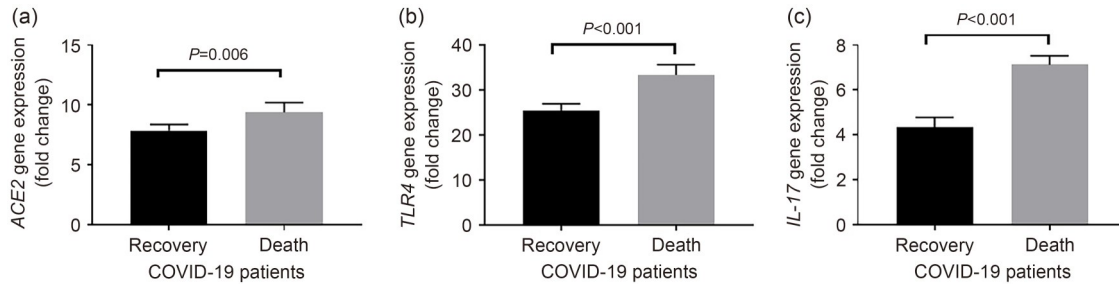 (a)
ACE2 gene expression
(fold change)
15
10
5
0
P=0.006
Recovery
Death
COVID-19 patients
(b)
TLR4 gene expression
(fold change)
40
30
20
10
0
P<0.001
Recovery
Death
COVID-19 patients
(c)
IL-17 gene expression
(fold change)
8
6
4
2
0
P<0.001
Recovery
Death
COVID-19 patients